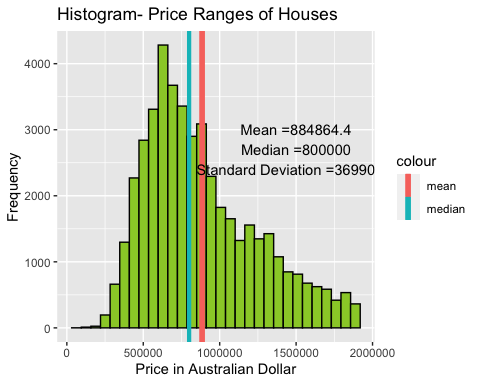 Histogram- Price Ranges of Houses
Frequency
4000
3000
2000
1000
0
Mean =884864.4
Median =800000
Standard Deviation =36990
colour
mean
median
0 500000 1000000 1500000 2000000
Price in Australian Dollar